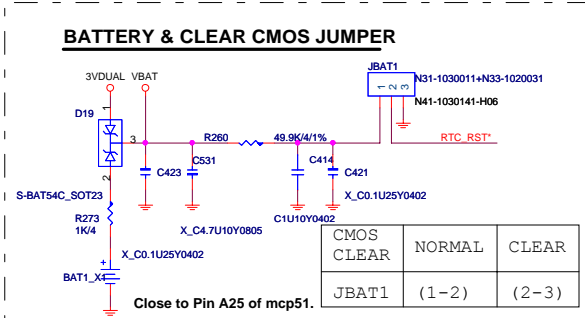 BATTERY & CLEAR CMOS JUMPER
3VDUAL VBAT
JBAT1
N31-1030011+N33-1020031
1 2 3
N41-1030141-H06
D19
1
3
R260 49.9K/4/1%
RTC_RST*
C423 C531 C414 C421
2
S-BAT54C_SOT23
X_C0.1U25Y0402
R273
1K/4
X_C4.7U10Y0805 C1U10Y0402
X_C0.1U25Y0402
+
BAT1_X1
Close to Pin A25 of mcp51.
CMOS CLEAR NORMAL CLEAR
JBAT1 (1-2) (2-3)